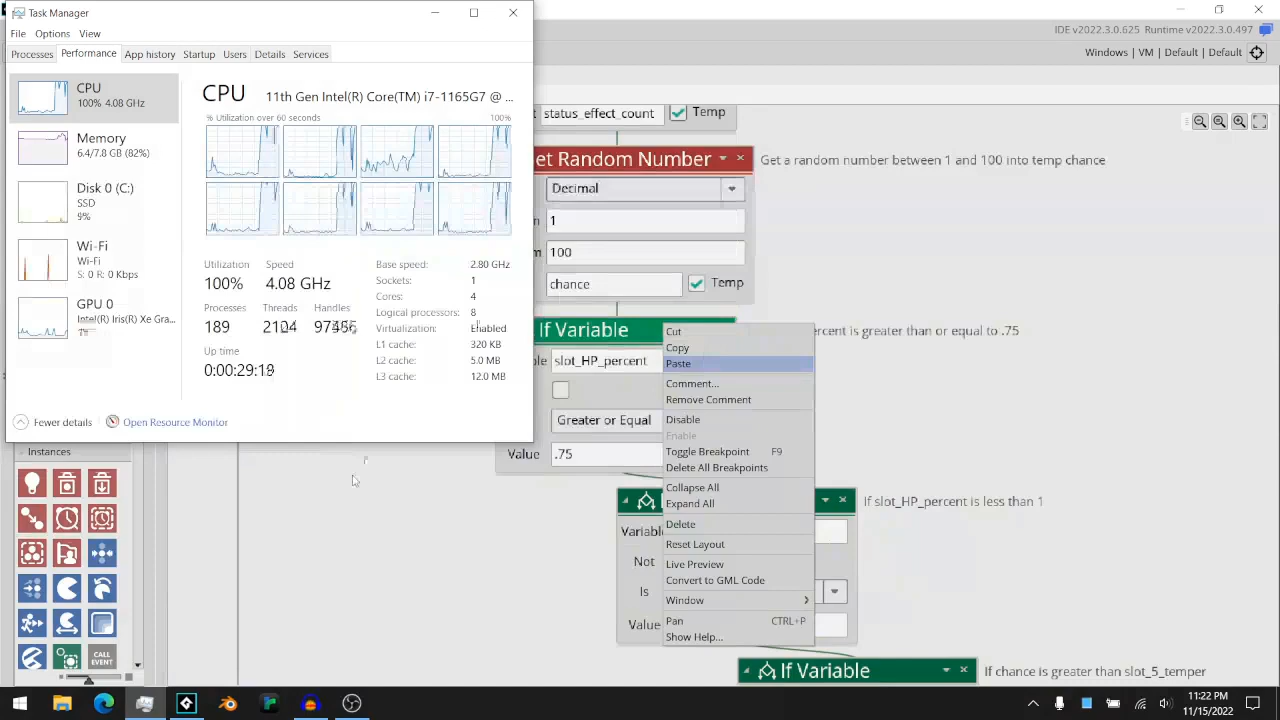 Task Manager
File Options View
IDE v2022.3.0.625 Runtime v2022.3.0.497
Windows | VM | Default | Default
Processes Performance App history Startup Users Details Services
CPU
100% 4.08 GHz
Memory
6.4/7.8 GB (82%)
Disk 0 (C:)
SSD
9%
Wi-Fi
Wi-Fi
S: 0 R: 0 Kbps
GPU 0
Intel(R) Iris(R) Xe Gra...
CPU 11th Gen Intel(R) Core(TM) i7-1165G7 @ ...
% Utilization over 60 seconds 100%
Utilization Speed
100% 4.08 GHz
Processes Threads Handles
189
Up time
Base speed: 2.80 GHz
Sockets: 1
Cores: 4
Logical processors: 8
Virtualization: Enabled
L1 cache: 320 KB
L2 cache: 5.0 MB
L3 cache: 12.0 MB
Fewer details Open Resource Monitor
status_effect_count Temp
et Random Number Get a random number between 1 and 100 into temp chance
Decimal
1
100
chance Temp
If Variable percent is greater than or equal to .75
slot_HP_percent
Greater or Equal
Value .75
Cut
Copy
Paste
Comment...
Remove Comment
Disable
Enable
Toggle Breakpoint F9
Delete All Breakpoints
Collapse All
Expand All
Delete
Reset Layout
Live Preview
Convert to GML Code
Window
Pan CTRL+P
Show Help...
If slot_HP_percent is less than 1
Variabl
Not
Is
Value
If Variable If chance is greater than slot_5_temper
Instances
CALL
EVENT
11:22 PM
11/15/2022